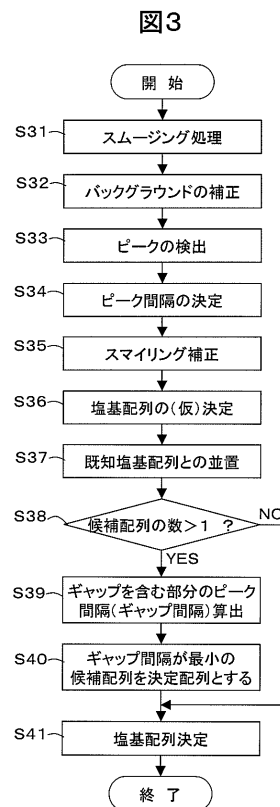 図3
開 始
S31
スムージング処理
S32
バックグラウンドの補正
S33
ピークの検出
S34
ピーク間隔の決定
S35
スマイリング補正
S36
塩基配列の(仮)決定
S37
既知塩基配列との並置
S38
候補配列の数>1 ?
NO
YES
S39
ギャップを含む部分のピーク
間隔(ギャップ間隔)算出
S40
ギャップ間隔が最小の
候補配列を決定配列とする
S41
塩基配列決定
終 了